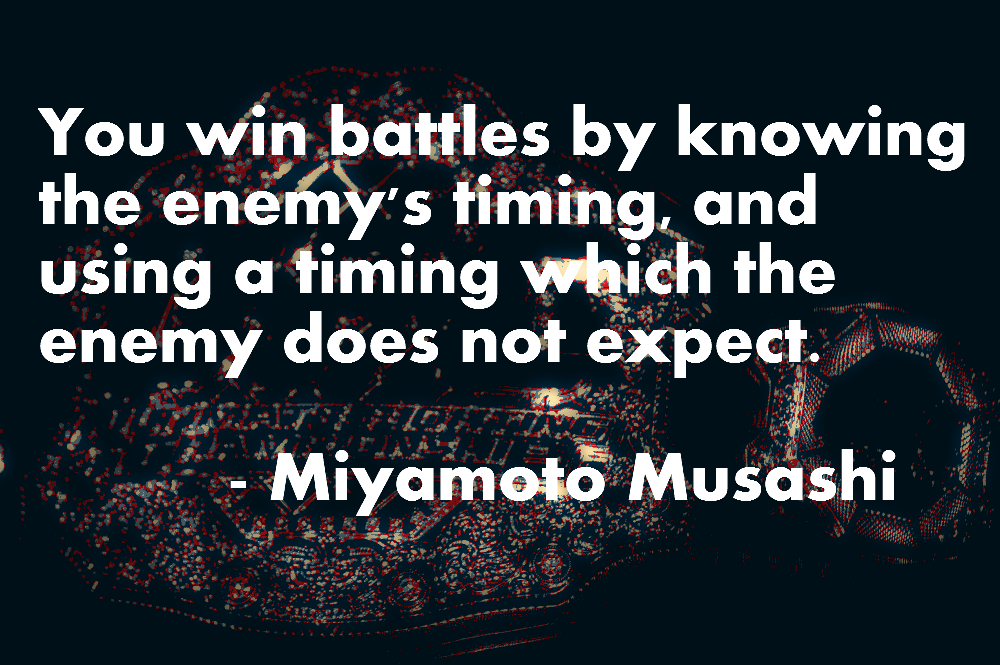 You win battles by knowing
the enemy's timing, and
using a timing which the
enemy does not expect.
- Miyamoto Musashi